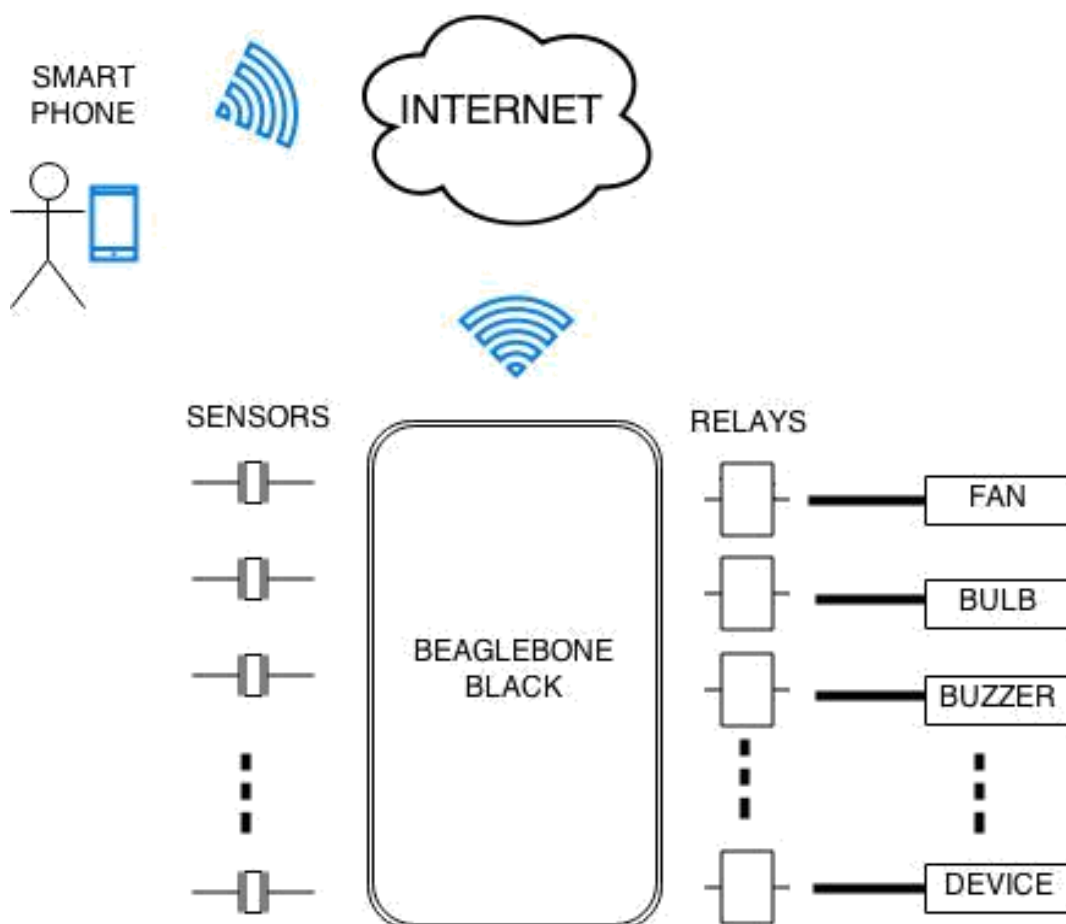 SMART
PHONE
INTERNET
SENSORS
RELAYS
FAN
BULB
BEAGLEBONE
BLACK
BUZZER
DEVICE